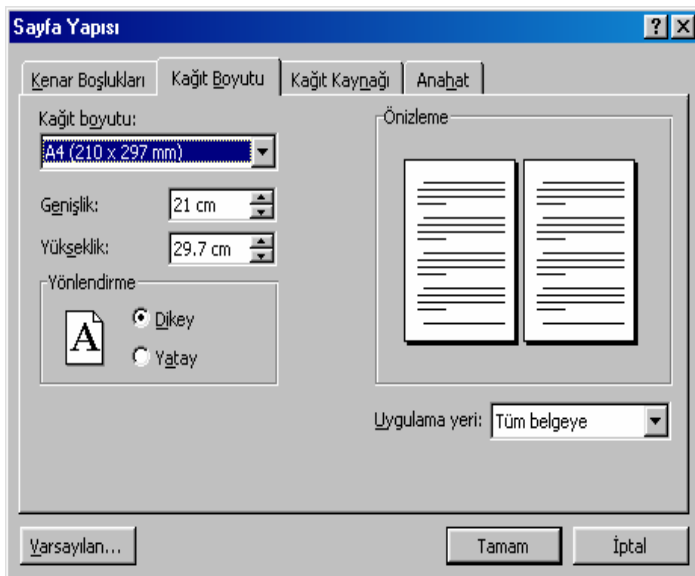 Sayfa Yapısı
Kenar Boşlukları
Kağıt Boyutu
Kağıt Kaynağı
Anahat
Kağıt boyutu:
A4 (210 x 297 mm)
Genişlik:
21 cm
Yükseklik:
29.7 cm
Yönlendirme
A
Dikey
Yatay
Önizleme
Uygulama yeri:
Tüm belgeye
Varsayılan...
Tamam
İptal